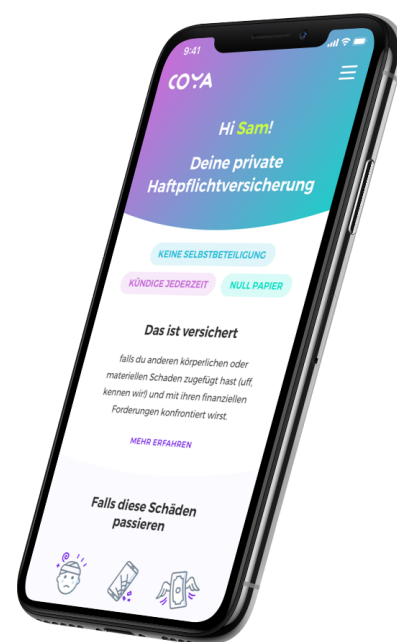 9:41
COYA
Hi Sam!
Deine private
Haftpflichtversicherung
KEINE SELBSTBETEILIGUNG
KÜNDIGE JEDERZEIT
NULL PAPIER
Das ist versichert
falls du anderen körperlichen oder
materiellen Schaden zugefügt hast (uff,
kennen wir!) und mit ihren finanziellen
Forderungen konfrontiert wirst.
MEHR ERFAHREN
Falls diese Schäden
passieren